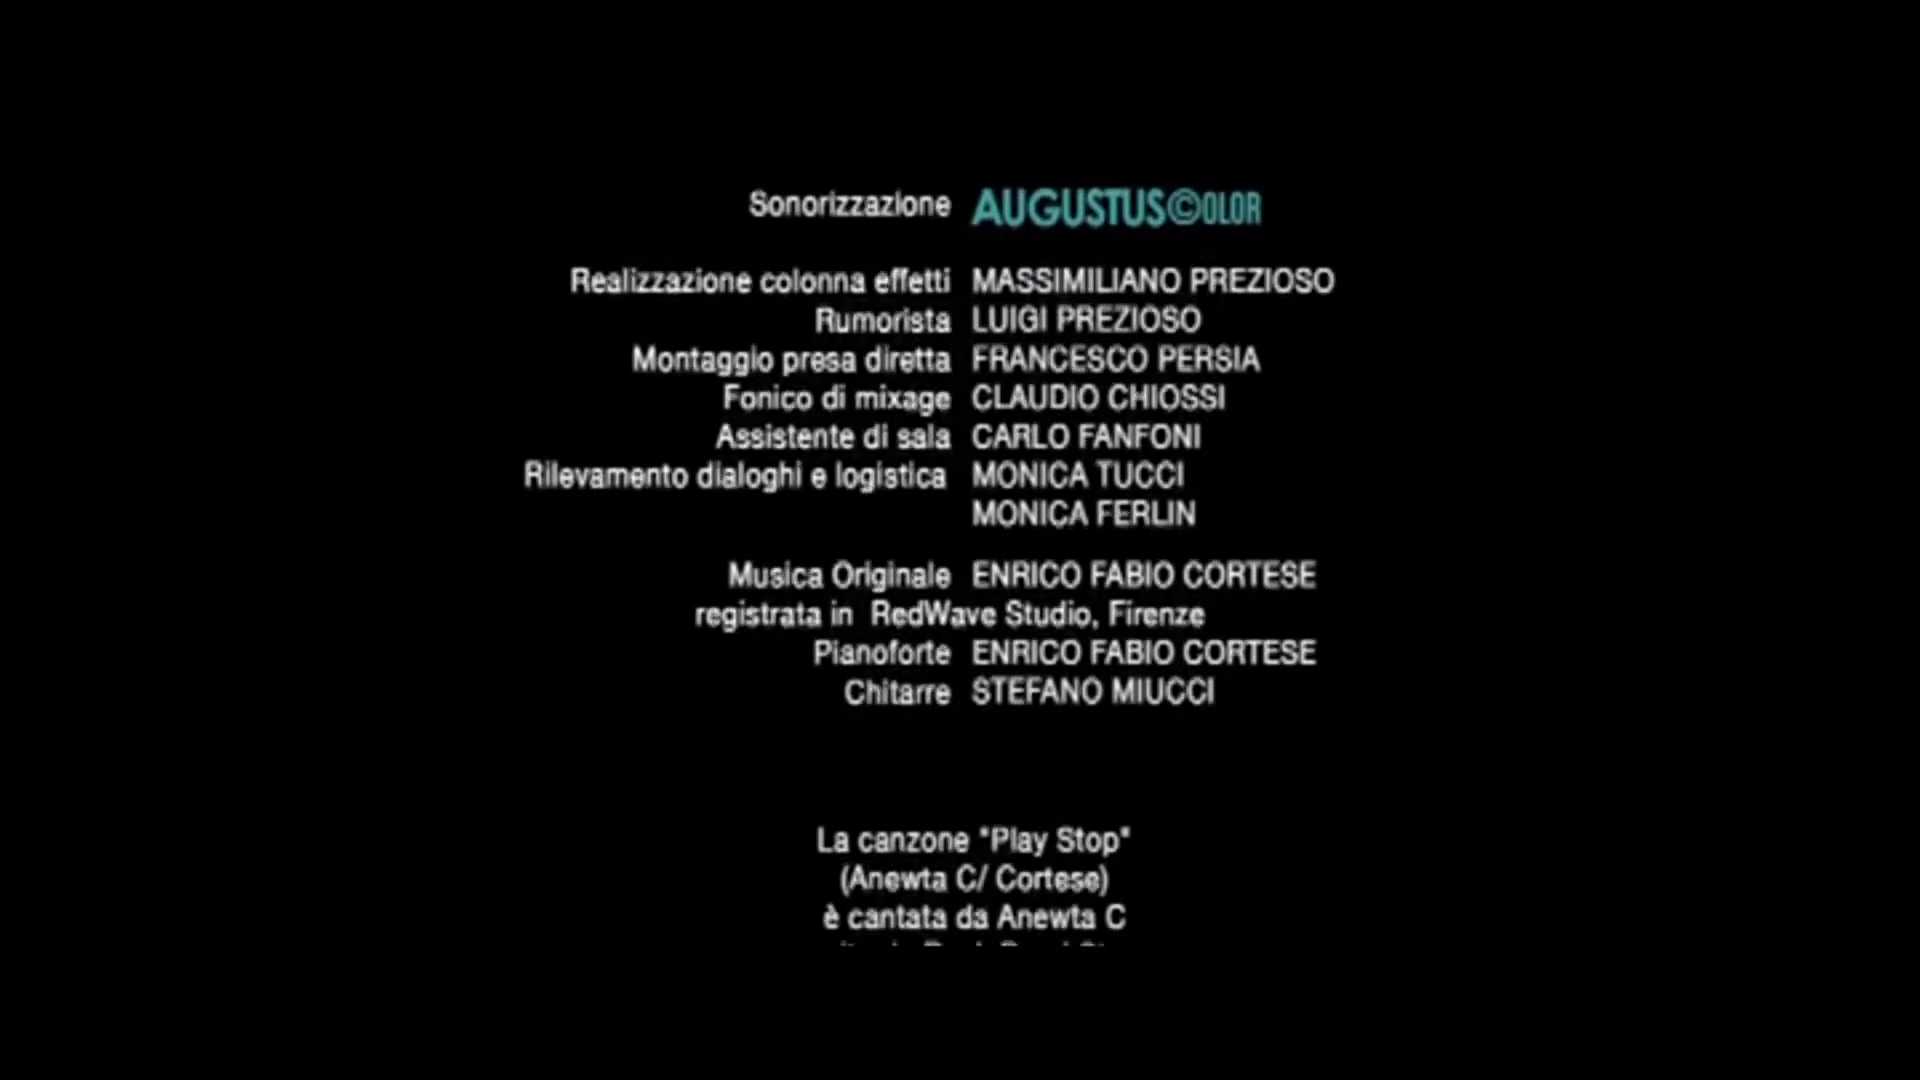 Sonorizzazione AUGUSTUS©OLOR
Realizzazione colonna effetti MASSIMILIANO PREZIOSO
Rumorista LUIGI PREZIOSO
Montaggio presa diretta FRANCESCO PERSIA
Fonico di mixage CLAUDIO CHIOSSI
Assistente di sala CARLO FANFONI
Rilevamento dialoghi e logistica MONICA TUCCI
MONICA FERLIN
Musica Originale ENRICO FABIO CORTESE
registrata in RedWave Studio, Firenze
Pianoforte ENRICO FABIO CORTESE
Chitarre STEFANO MIUCCI
La canzone "Play Stop"
(Anewta C/ Cortese)
è cantata da Anewta C